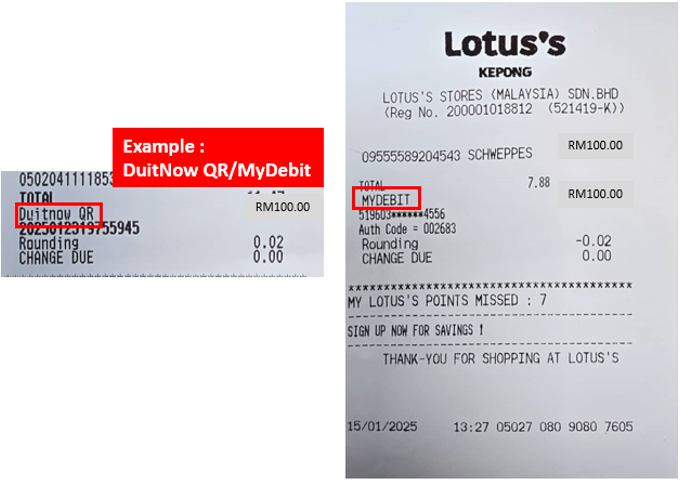 Example :
DuitNow QR/MyDebit
TOTAL
Duitnow QR RM100.00
2025012319755945
Rounding 0.02
CHANGE DUE 0.00
Lotus's
KEPONG
LOTUS'S STORES (MALAYSIA) SDN.BHD
(Reg No. 200001018812 (521419-K))
09555589204543 SCHWEPPES RM100.00
TOTAL 7.88
MYDEBIT RM100.00
519603******4556
Auth Code = 002683
Rounding -0.02
CHANGE DUE 0.00
****************************************
MY LOTUS'S POINTS MISSED : 7
----------------------------------------
SIGN UP NOW FOR SAVINGS !
----------------------------------------
THANK-YOU FOR SHOPPING AT LOTUS'S
15/01/2025 13:27 05027 080 9080 7605